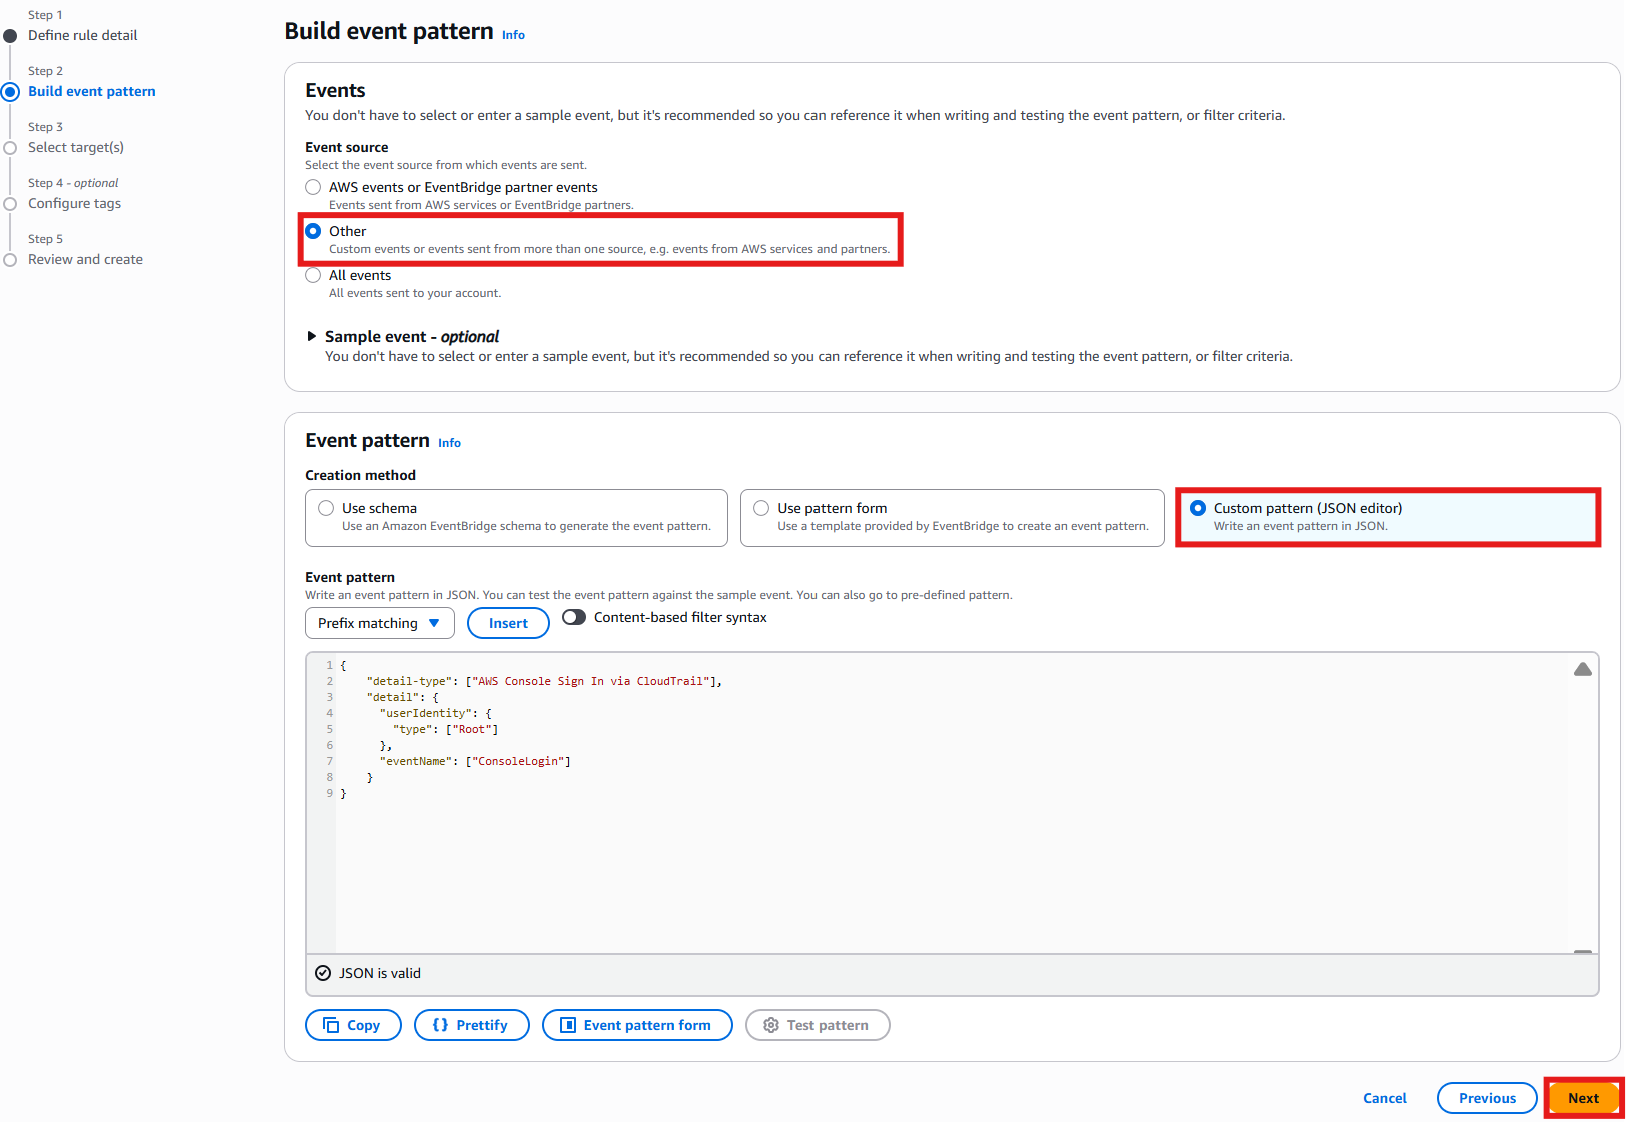 Step 1
Define rule detail
Step 2
Build event pattern
Step 3
Select target(s)
Step 4 - optional
Configure tags
Step 5
Review and create
Build event pattern Info
Events
You don't have to select or enter a sample event, but it's recommended so you can reference it when writing and testing the event pattern, or filter criteria.
Event source
Select the event source from which events are sent.
AWS events or EventBridge partner events
Events sent from AWS services or EventBridge partners.
Other
Custom events or events sent from more than one source, e.g. events from AWS services and partners.
All events
All events sent to your account.
Sample event - optional
You don't have to select or enter a sample event, but it's recommended so you can reference it when writing and testing the event pattern, or filter criteria.
Event pattern Info
Creation method
Use schema
Use an Amazon EventBridge schema to generate the event pattern.
Use pattern form
Use a template provided by EventBridge to create an event pattern.
Custom pattern (JSON editor)
Write an event pattern in JSON.
Event pattern
Write an event pattern in JSON. You can test the event pattern against the sample event. You can also go to pre-defined pattern.
Prefix matching Insert Content-based filter syntax
1 {
2 "detail-type": ["AWS Console Sign In via CloudTrail"],
3 "detail": {
4 "userIdentity": {
5 "type": ["Root"]
6 },
7 "eventName": ["ConsoleLogin"]
8 }
9 }
JSON is valid
Copy {} Prettify Event pattern form Test pattern
Cancel Previous Next